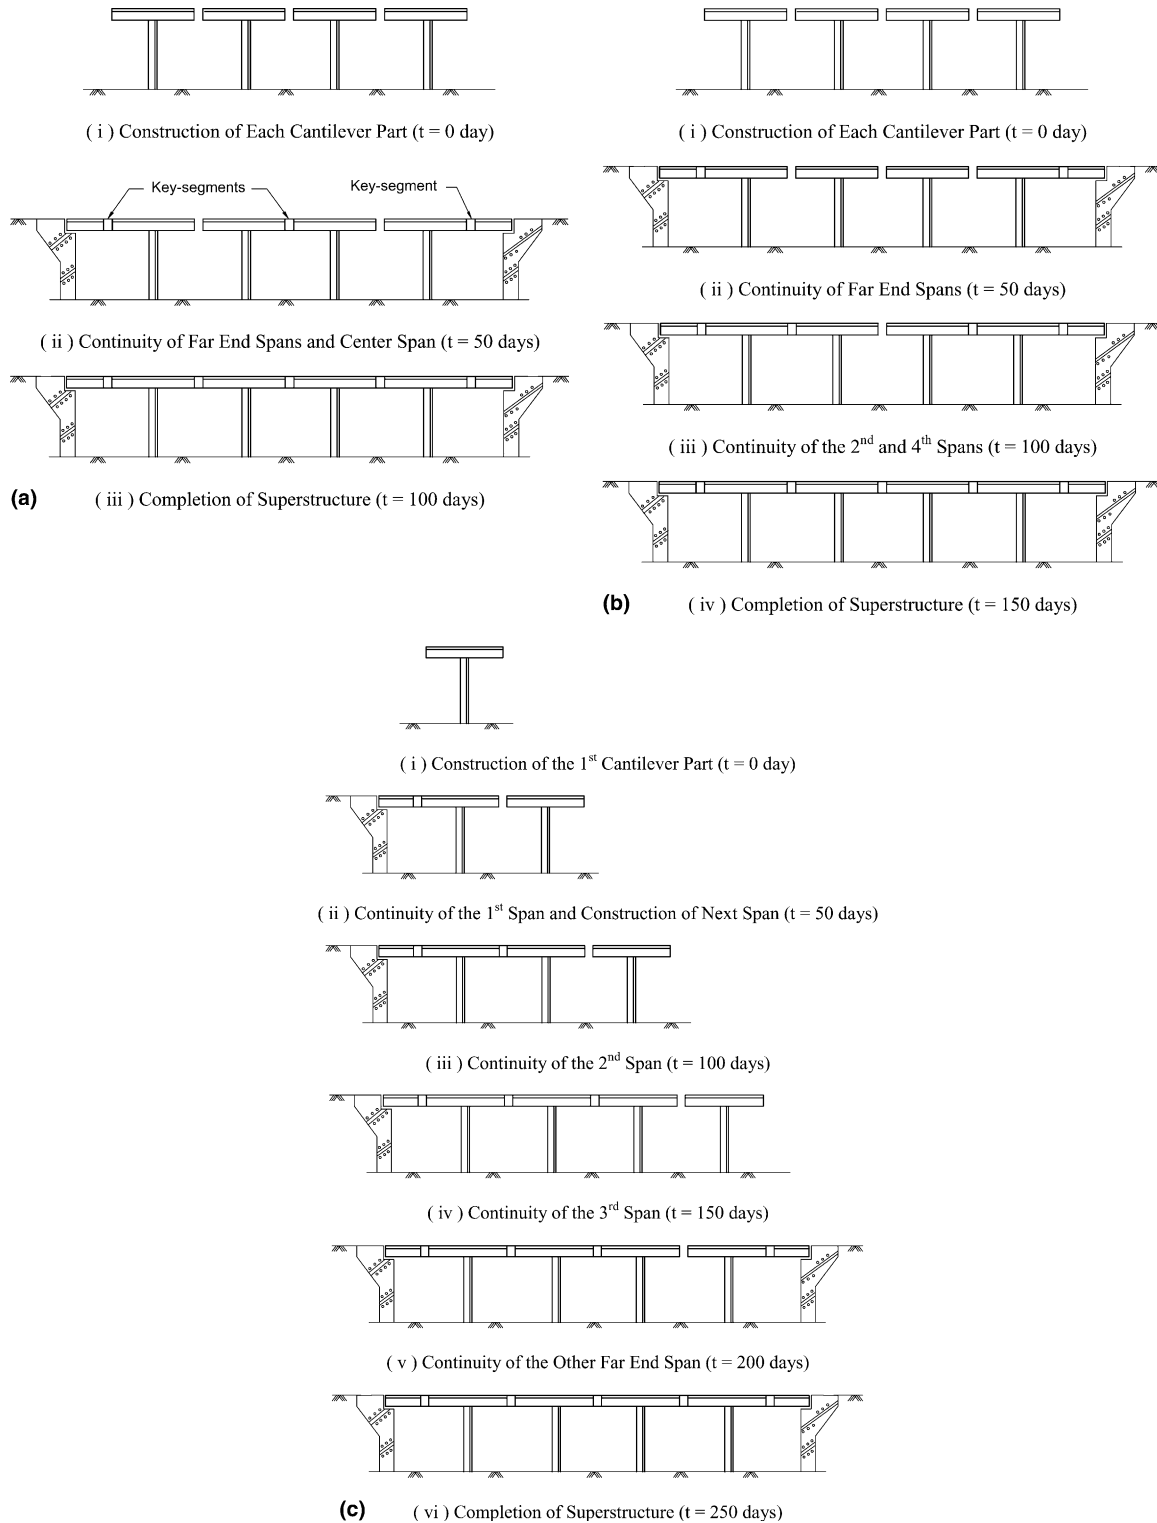 ( i ) Construction of Each Cantilever Part (t = 0 day)
Key-segments
Key-segment
( ii ) Continuity of Far End Spans and Center Span (t = 50 days)
(a)
( iii ) Completion of Superstructure (t = 100 days)
( i ) Construction of Each Cantilever Part (t = 0 day)
( ii ) Continuity of Far End Spans (t = 50 days)
( iii ) Continuity of the 2nd and 4th Spans (t = 100 days)
(b)
( iv ) Completion of Superstructure (t = 150 days)
( i ) Construction of the 1st Cantilever Part (t = 0 day)
( ii ) Continuity of the 1st Span and Construction of Next Span (t = 50 days)
( iii ) Continuity of the 2nd Span (t = 100 days)
( iv ) Continuity of the 3rd Span (t = 150 days)
( v ) Continuity of the Other Far End Span (t = 200 days)
(c)
( vi ) Completion of Superstructure (t = 250 days)